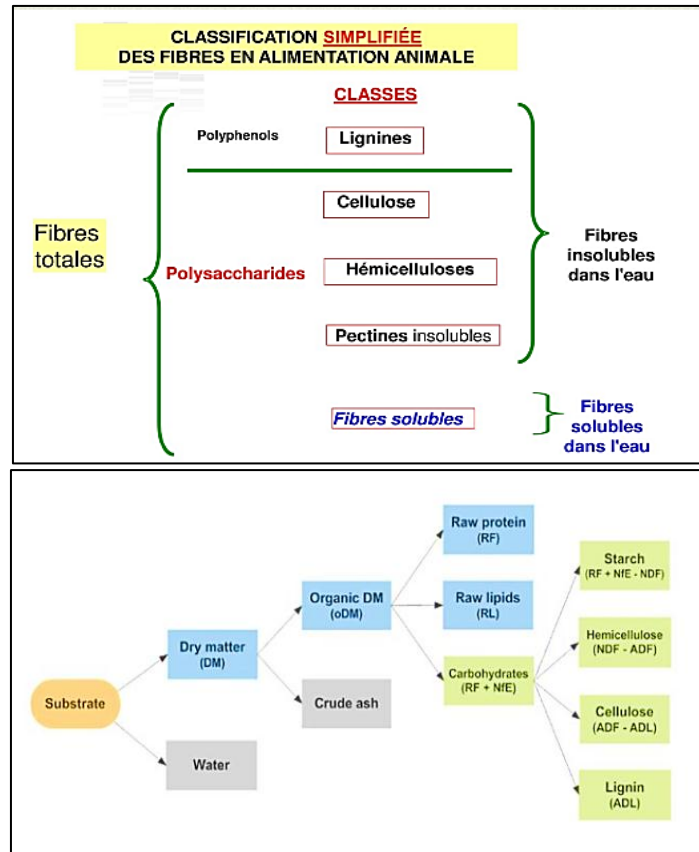 CLASSIFICATION SIMPLIFIÉE
DES FIBRES EN ALIMENTATION ANIMALE
CLASSES
Polyphenols
Lignines
Cellulose
Fibres
totales
Polysaccharides
Hémicelluloses
Pectines insolubles
Fibres
insolubles
dans l'eau
Fibres solubles
Fibres
solubles
dans l'eau
Substrate
Dry matter
(DM)
Water
Organic DM
(oDM)
Crude ash
Raw protein
(RF)
Raw lipids
(RL)
Carbohydrates
(RF + NfE)
Starch
(RF + NfE - NDF)
Hemicellulose
(NDF - ADF)
Cellulose
(ADF - ADL)
Lignin
(ADL)